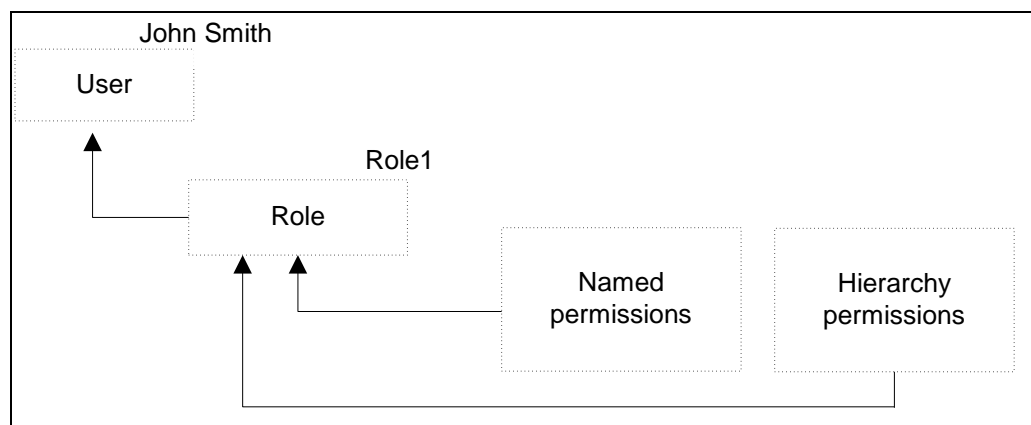 John Smith
User
Role1
Role
Named
permissions
Hierarchy
permissions